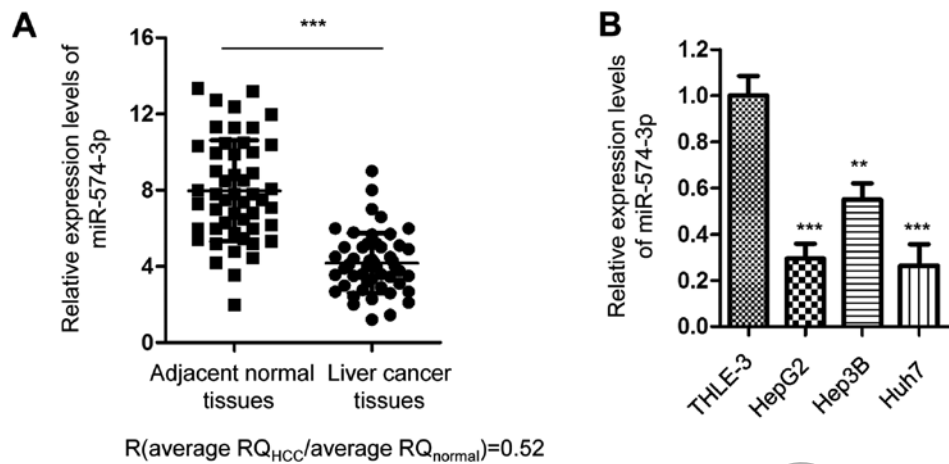 A
Relative expression levels of
miR-574-3p
16
12
8
4
0
***
Adjacent normal
tissues
Liver cancer
tissues
R(average RQHCC/average RQnormal)=0.52
B
Relative expression levels
of miR-574-3p
1.2
1.0
0.8
0.6
0.4
0.2
0.0
***
**
***
THLE-3
HepG2
Hep3B
Huh7